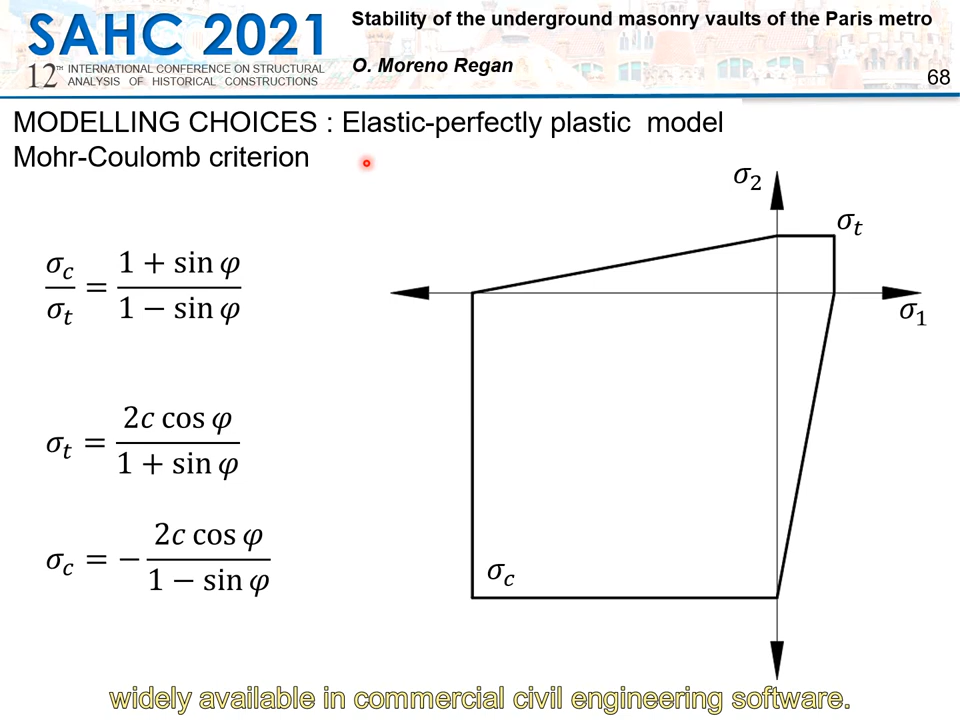 SAHC 2021
12TH INTERNATIONAL CONFERENCE ON STRUCTURAL
ANALYSIS OF HISTORICAL CONSTRUCTIONS
Stability of the underground masonry vaults of the Paris metro
O. Moreno Regan
68
MODELLING CHOICES : Elastic-perfectly plastic model
Mohr-Coulomb criterion
σc/σt = (1 + sin φ)/(1 − sin φ)
σt = (2c cos φ)/(1 + sin φ)
σc = −(2c cos φ)/(1 − sin φ)
σ2
σt
σ1
σc
widely available in commercial civil engineering software.